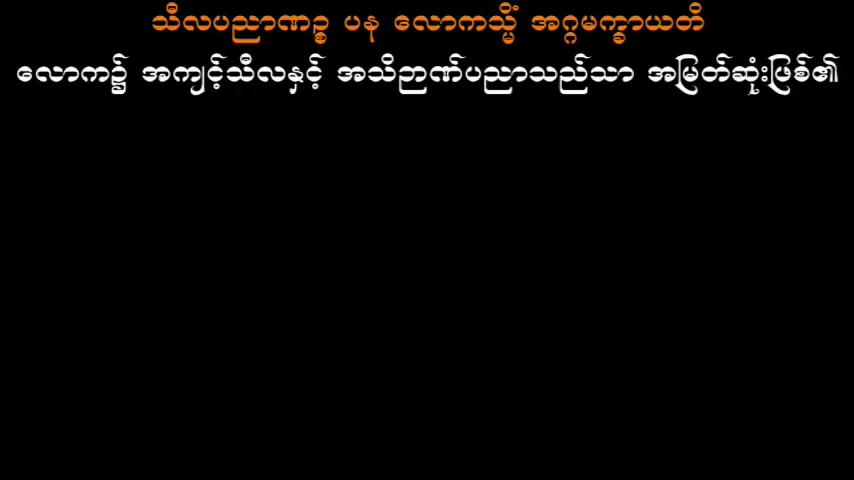 သီလပညာဏဉ္စ ပန လောကသ္မိံ အဂ္ဂမက္ခာယတိ
လောက၌ အကျင့်သီလနှင့် အသိဉာဏ်ပညာသည်သာ အမြတ်ဆုံးဖြစ်၏